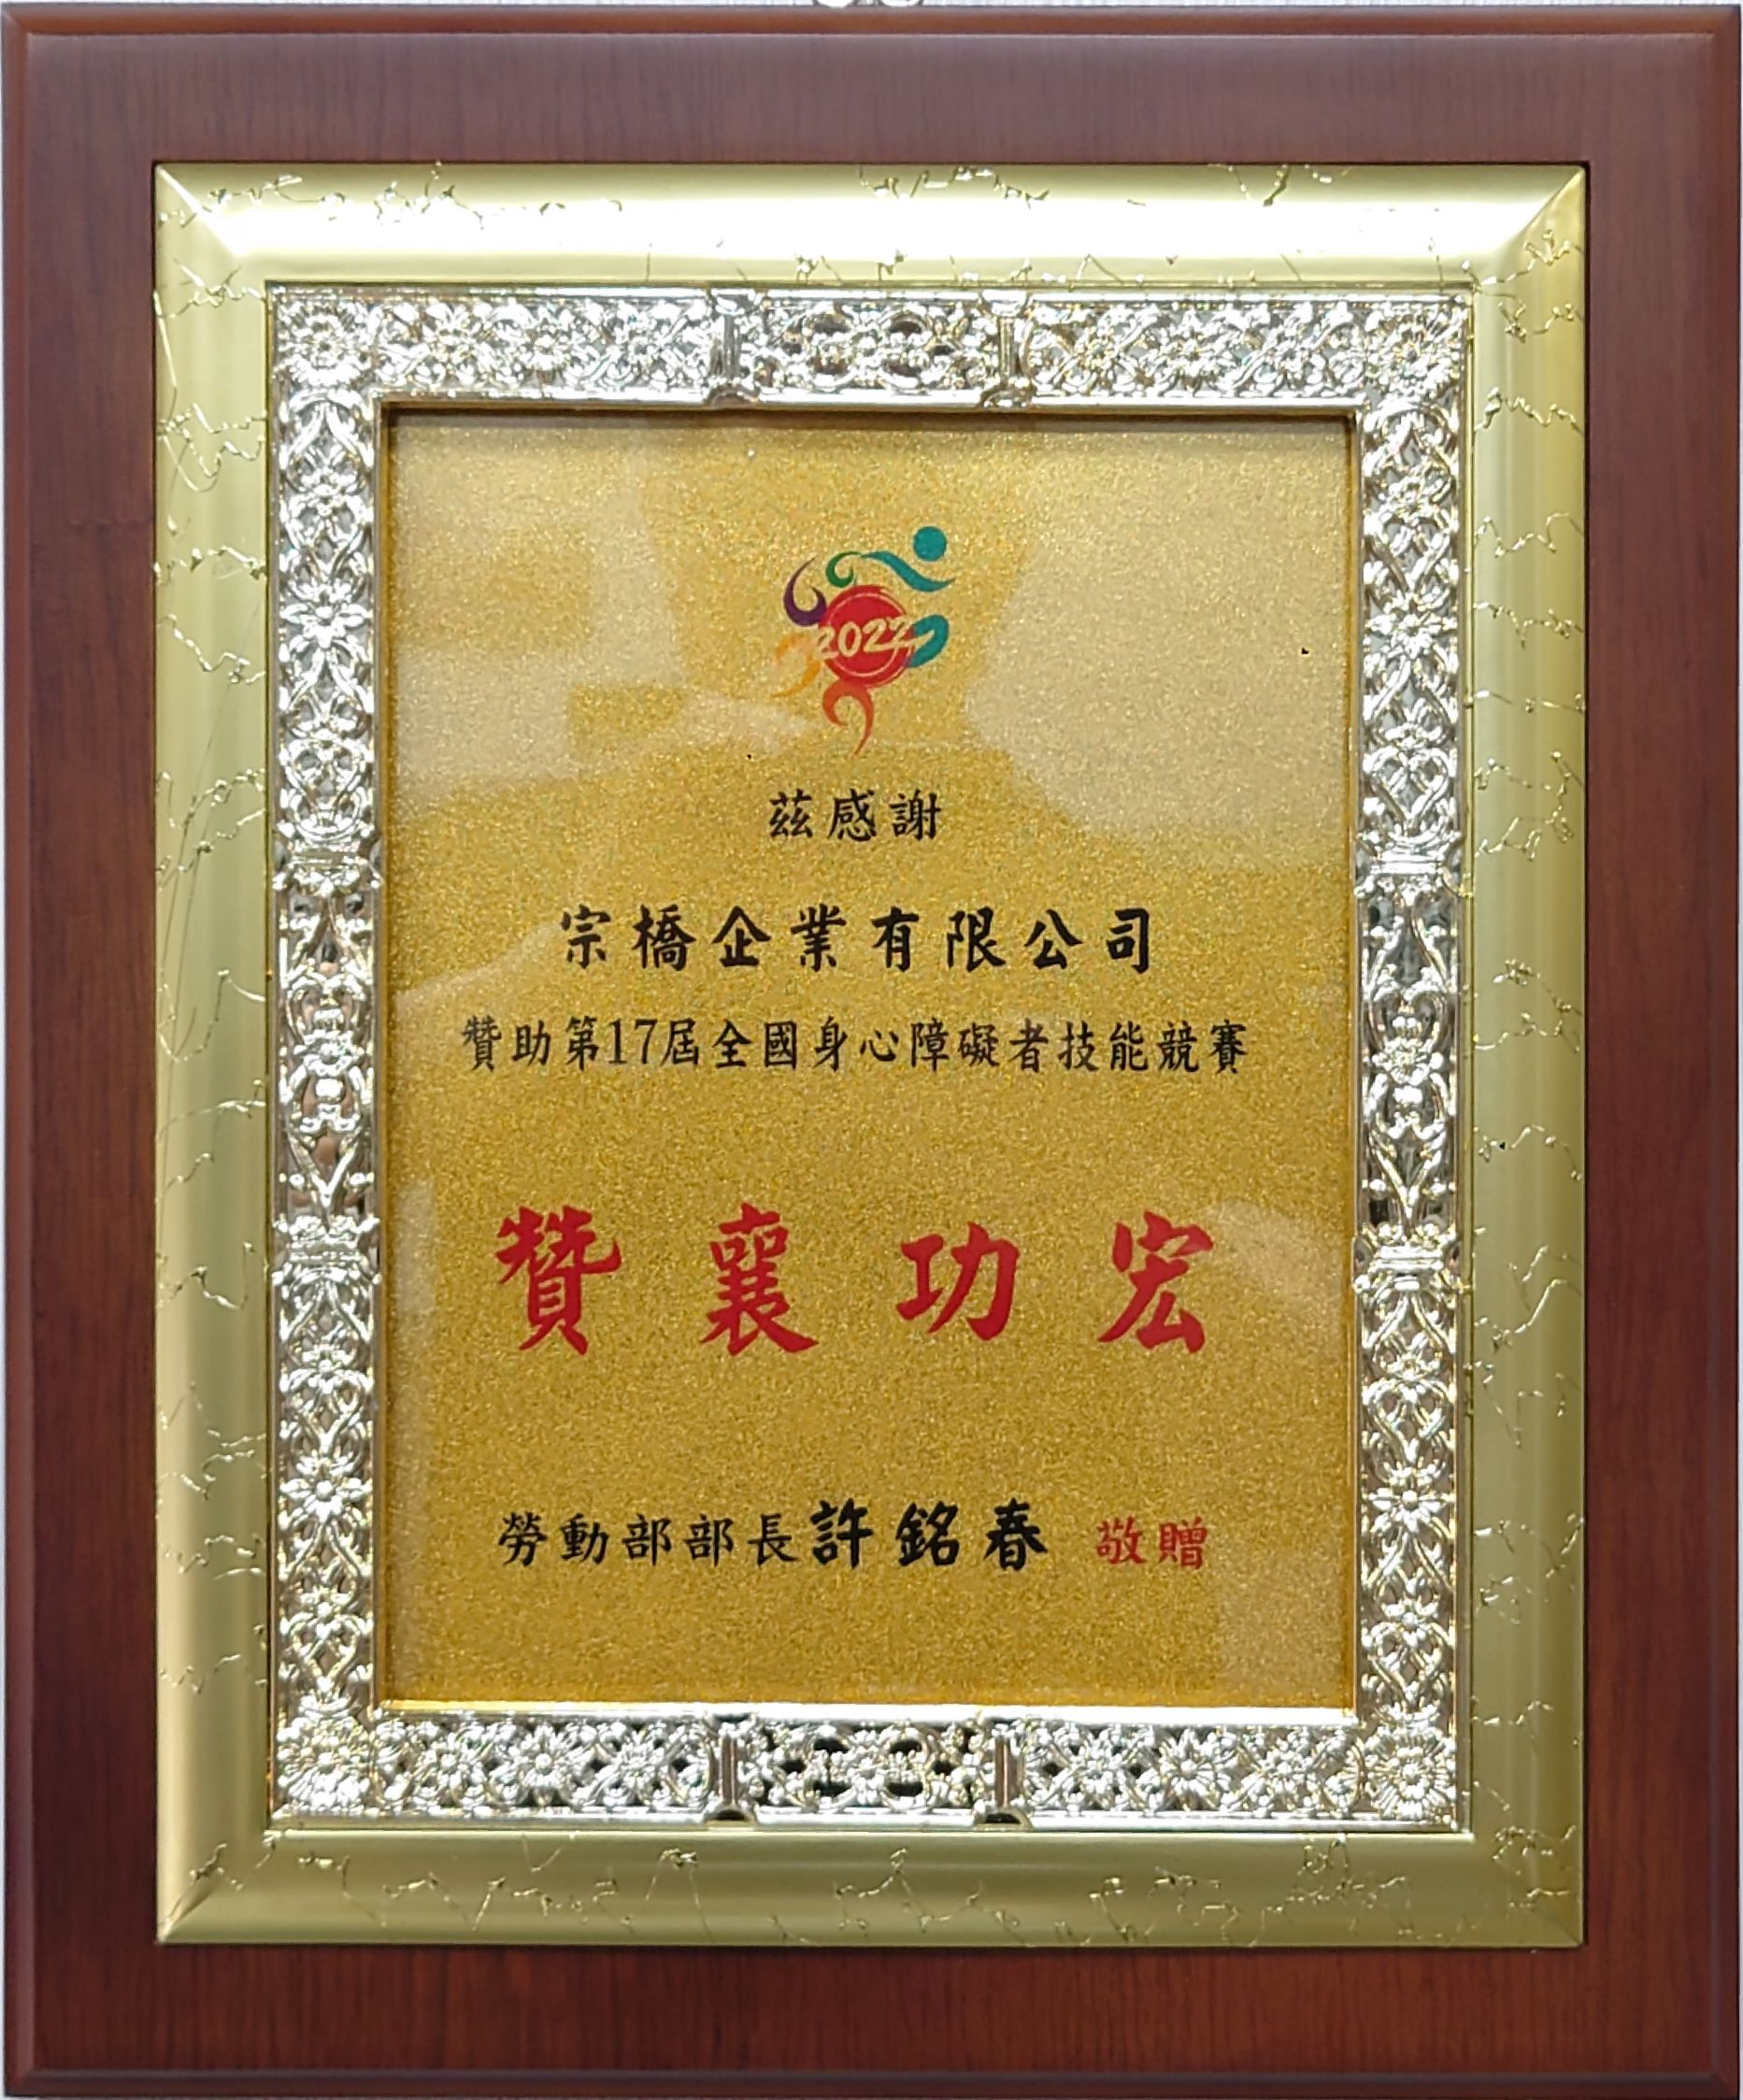 2022
茲感謝
宗橋企業有限公司
贊助第17屆全國身心障礙者技能競賽
贊襄功宏
勞動部部長許銘春 敬贈